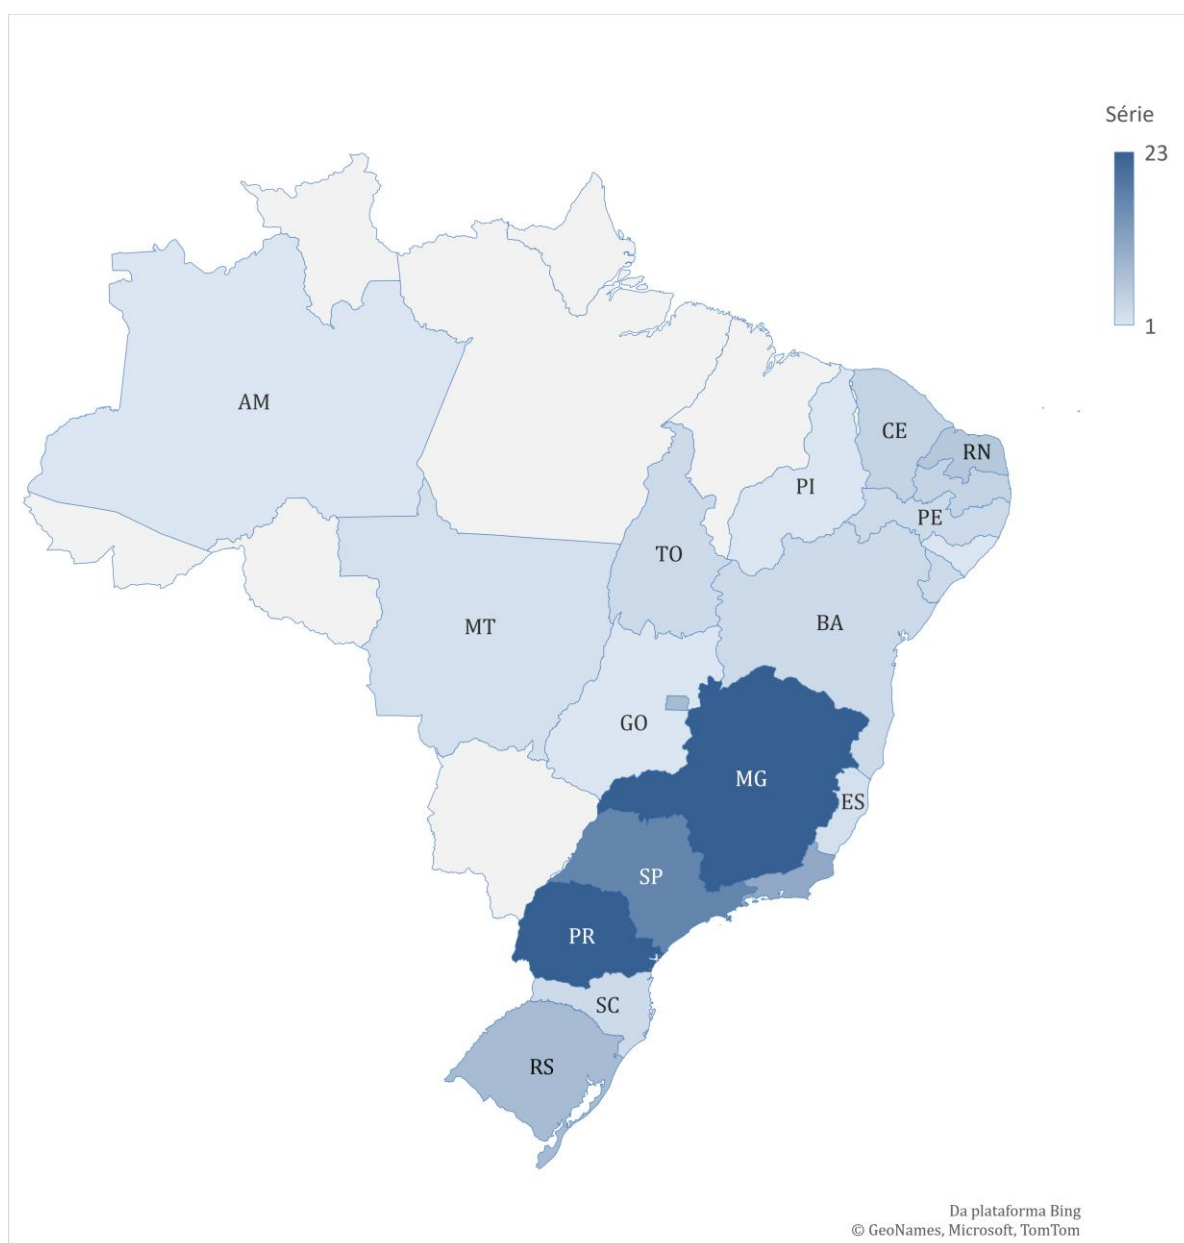 Série
23
1
AM
CE
RN
PI
PE
TO
MT
BA
GO
MG
ES
SP
PR
SC
RS
Da plataforma Bing
© GeoNames, Microsoft, TomTom